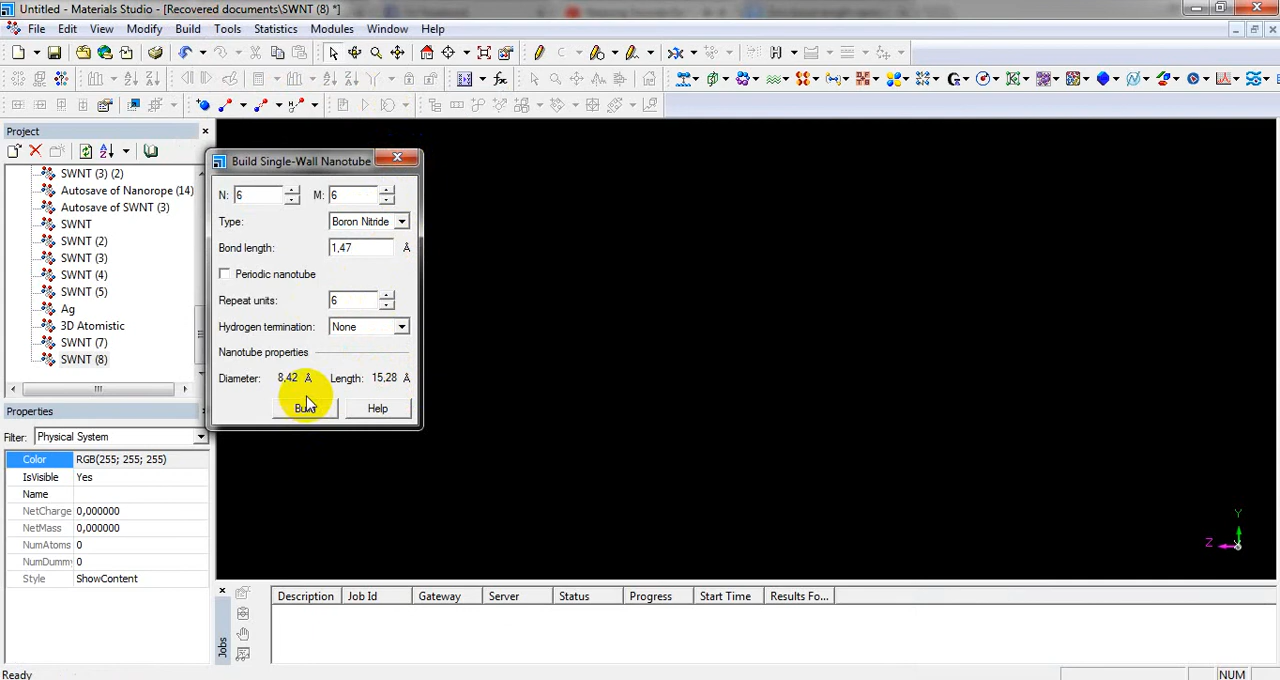 Untitled - Materials Studio - [Recovered documents\SWNT (8) *]
File Edit View Modify Build Tools Statistics Modules Window Help
Project
SWNT (3) (2)
Autosave of Nanorope (14)
Autosave of SWNT (3)
SWNT
SWNT (2)
SWNT (3)
SWNT (4)
SWNT (5)
Ag
3D Atomistic
SWNT (7)
SWNT (8)
Build Single-Wall Nanotube
N: 6 M: 6
Type: Boron Nitride
Bond length: 1,47 Å
Periodic nanotube
Repeat units: 6
Hydrogen termination: None
Nanotube properties
Diameter: 8,42 Å Length: 15,28 Å
Build Help
Properties
Filter: Physical System
Color RGB(255; 255; 255)
IsVisible Yes
Name
NetCharge 0,000000
NetMass 0,000000
NumAtoms 0
NumDummy 0
Style ShowContent
Y
Z
Jobs
Description Job Id Gateway Server Status Progress Start Time Results Fo...
Ready NUM